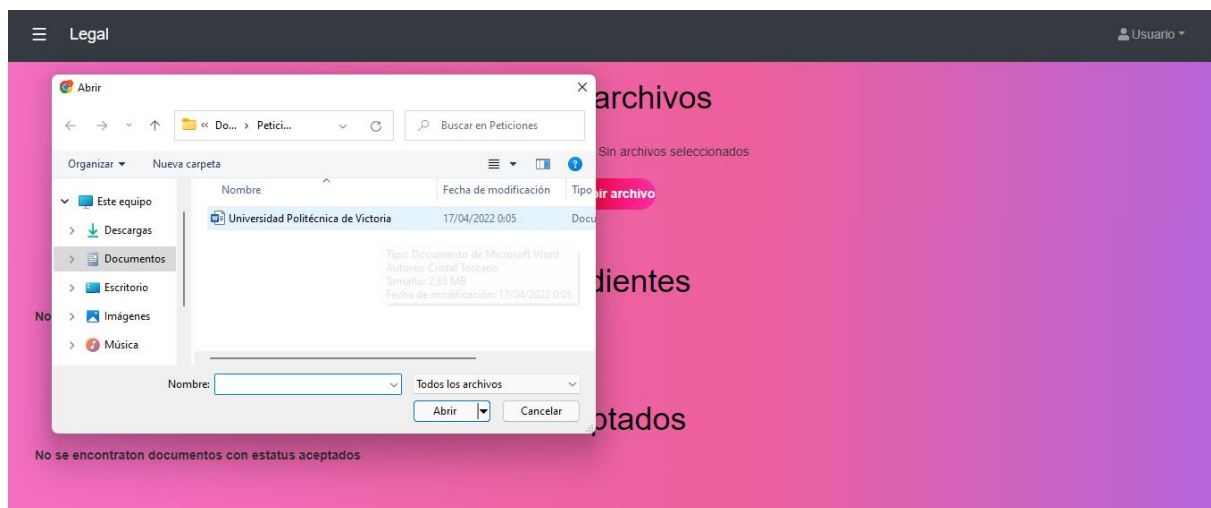 ☰ Legal
Usuario
Abrir
archivos
« Do... > Petici...
Buscar en Peticiones
Sin archivos seleccionados
Organizar
Nueva carpeta
Nombre
Fecha de modificación
Tipo
ir archivo
Este equipo
Universidad Politécnica de Victoria
17/04/2022 0:05
Docu
Descargas
Documentos
Tipo: Documento de Microsoft Word
Autores: Cristal Toscano
Tamaño: 2,85 MB
Fecha de modificación: 17/04/2022 0:05
Escritorio
dientes
No
Imágenes
Música
Nombre:
Todos los archivos
Abrir
Cancelar
ptados
No se encontraton documentos con estatus aceptados